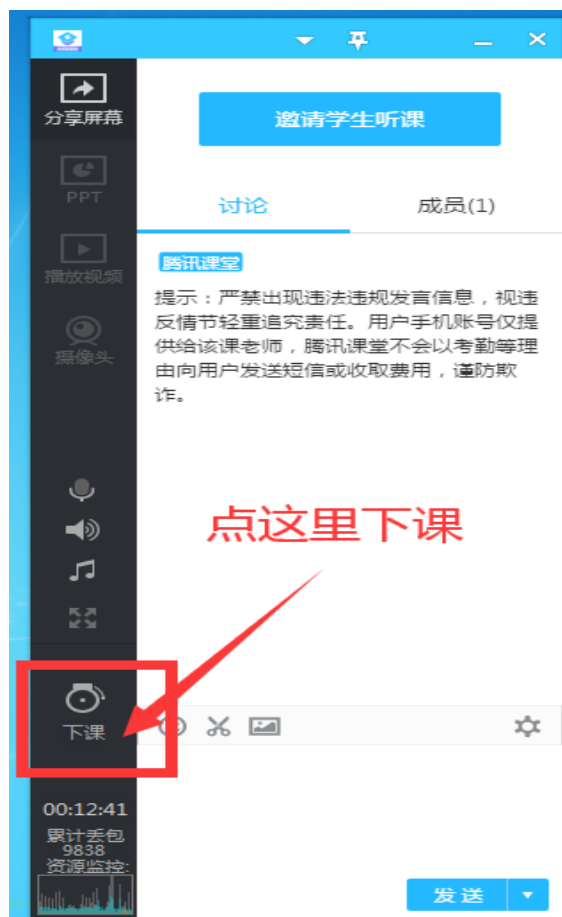 分享屏幕
PPT
播放视频
摄像头
下课
00:12:41
累计丢包
9838
资源监控:
邀请学生听课
讨论
成员(1)
腾讯课堂
提示：严禁出现违法违规发言信息，视违
反情节轻重追究责任。用户手机账号仅提
供给该课老师，腾讯课堂不会以考勤等理
由向用户发送短信或收取费用，谨防欺
诈。
点这里下课
发送